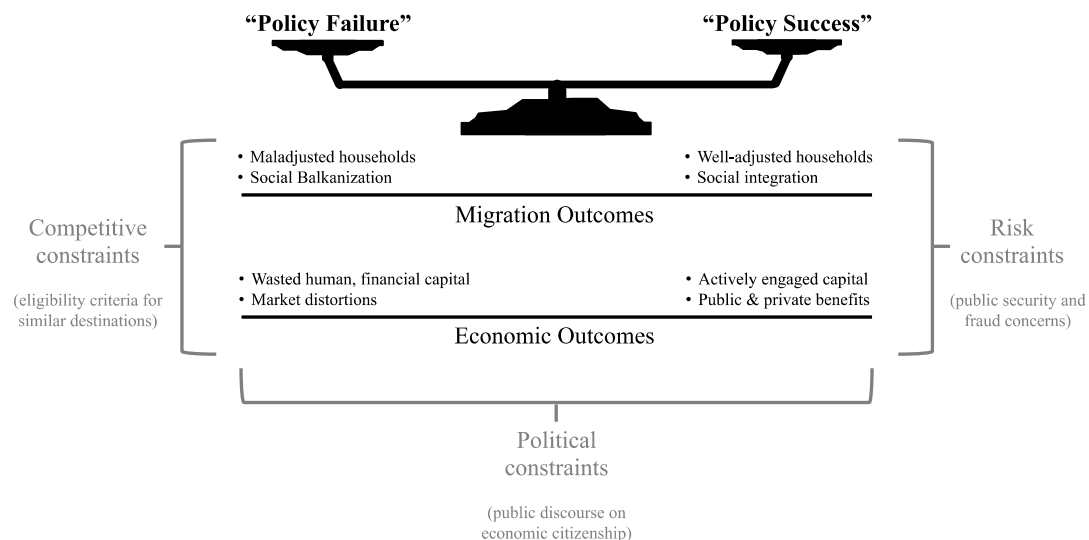 “Policy Failure”
“Policy Success”
• Maladjusted households
• Social Balkanization
• Well-adjusted households
• Social integration
Migration Outcomes
Competitive
constraints
(eligibility criteria for
similar destinations)
Risk
constraints
(public security and
fraud concerns)
• Wasted human, financial capital
• Market distortions
• Actively engaged capital
• Public & private benefits
Economic Outcomes
Political
constraints
(public discourse on
economic citizenship)